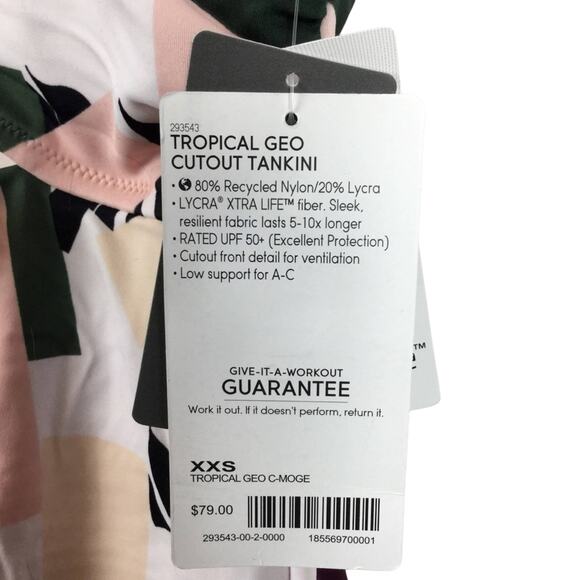 293543
TROPICAL GEO
CUTOUT TANKINI
• 80% Recycled Nylon/20% Lycra
• LYCRA® XTRA LIFE™ fiber. Sleek,
resilient fabric lasts 5-10x longer
• RATED UPF 50+ (Excellent Protection)
• Cutout front detail for ventilation
• Low support for A-C
GIVE-IT-A-WORKOUT
GUARANTEE
Work it out. If it doesn't perform, return it.
XXS
TROPICAL GEO C-MOGE
$79.00
293543-00-2-0000 185569700001